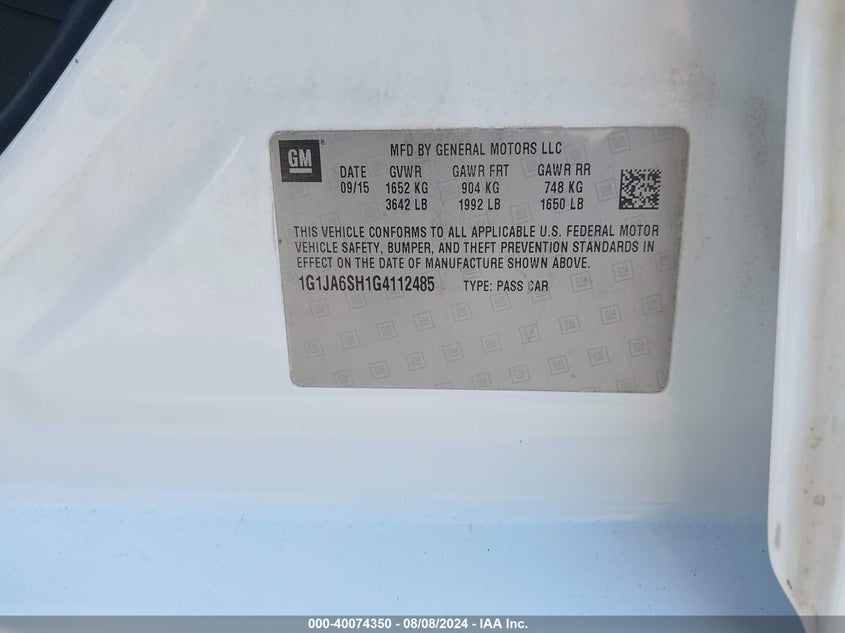 GM
MFD BY GENERAL MOTORS LLC
DATE GVWR GAWR FRT GAWR RR
09/15 1652 KG 904 KG 748 KG
3642 LB 1992 LB 1650 LB
THIS VEHICLE CONFORMS TO ALL APPLICABLE U.S. FEDERAL MOTOR
VEHICLE SAFETY, BUMPER, AND THEFT PREVENTION STANDARDS IN
EFFECT ON THE DATE OF MANUFACTURE SHOWN ABOVE.
1G1JA6SH1G4112485 TYPE: PASS CAR
000-40074350 - 08/08/2024 - IAA Inc.